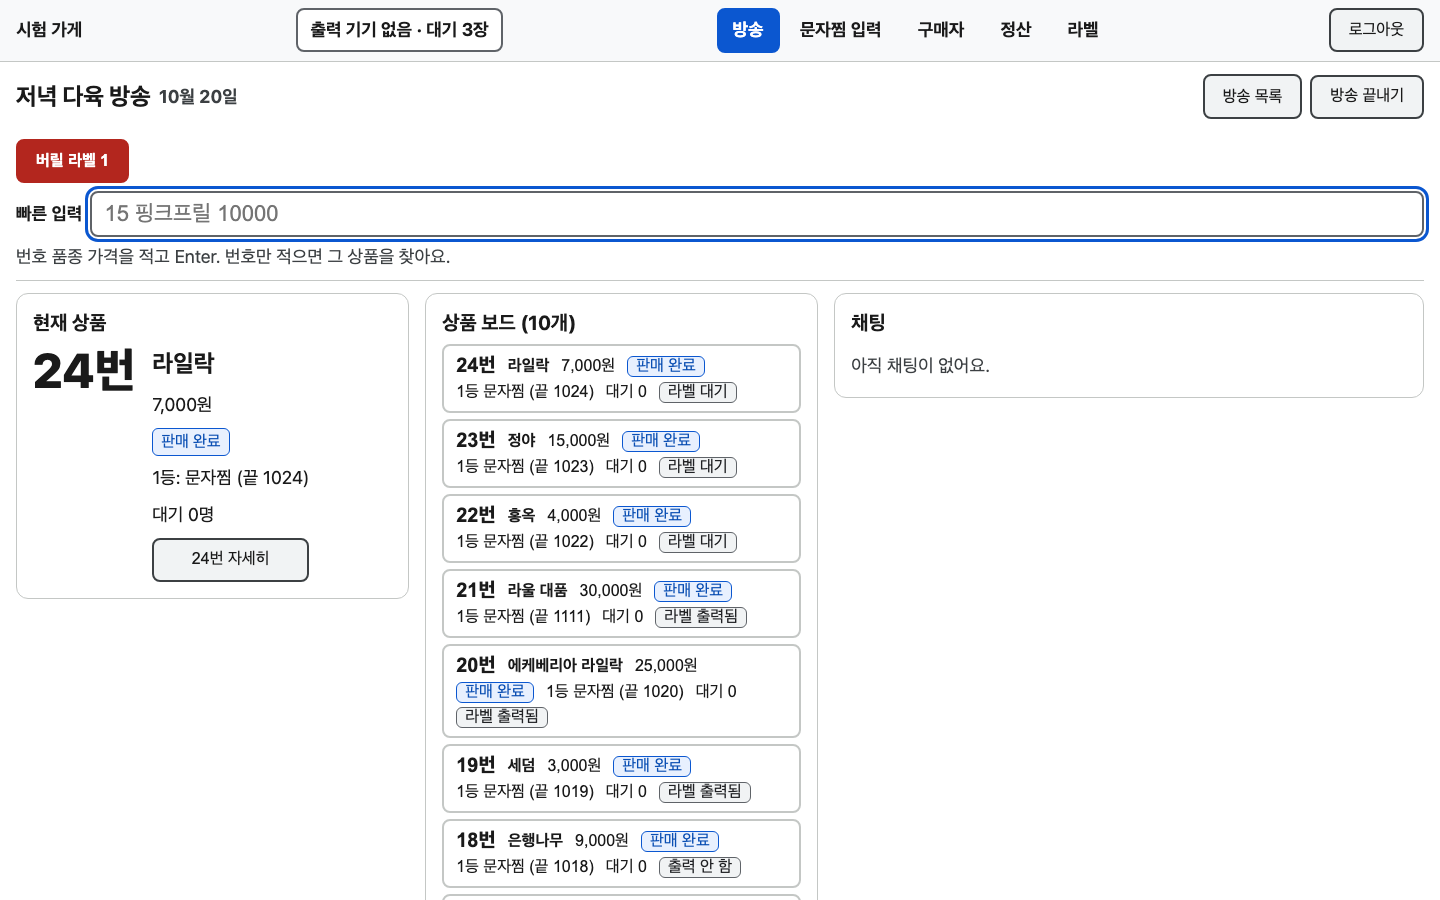 시험 가게
출력 기기 없음 · 대기 3장
방송 문자찜 입력 구매자 정산 라벨
로그아웃
저녁 다육 방송 10월 20일
방송 목록
방송 끝내기
버릴 라벨 1
빠른 입력 15 핑크프릴 10000
번호 품종 가격을 적고 Enter. 번호만 적으면 그 상품을 찾아요.
현재 상품
24번 라일락
7,000원
판매 완료
1등: 문자찜 (끝 1024)
대기 0명
24번 자세히
상품 보드 (10개)
24번 라일락 7,000원 판매 완료
1등 문자찜 (끝 1024) 대기 0 라벨 대기
23번 정야 15,000원 판매 완료
1등 문자찜 (끝 1023) 대기 0 라벨 대기
22번 홍옥 4,000원 판매 완료
1등 문자찜 (끝 1022) 대기 0 라벨 대기
21번 라울 대품 30,000원 판매 완료
1등 문자찜 (끝 1111) 대기 0 라벨 출력됨
20번 에케베리아 라일락 25,000원
판매 완료 1등 문자찜 (끝 1020) 대기 0
라벨 출력됨
19번 세덤 3,000원 판매 완료
1등 문자찜 (끝 1019) 대기 0 라벨 출력됨
18번 은행나무 9,000원 판매 완료
1등 문자찜 (끝 1018) 대기 0 출력 안 함
채팅
아직 채팅이 없어요.